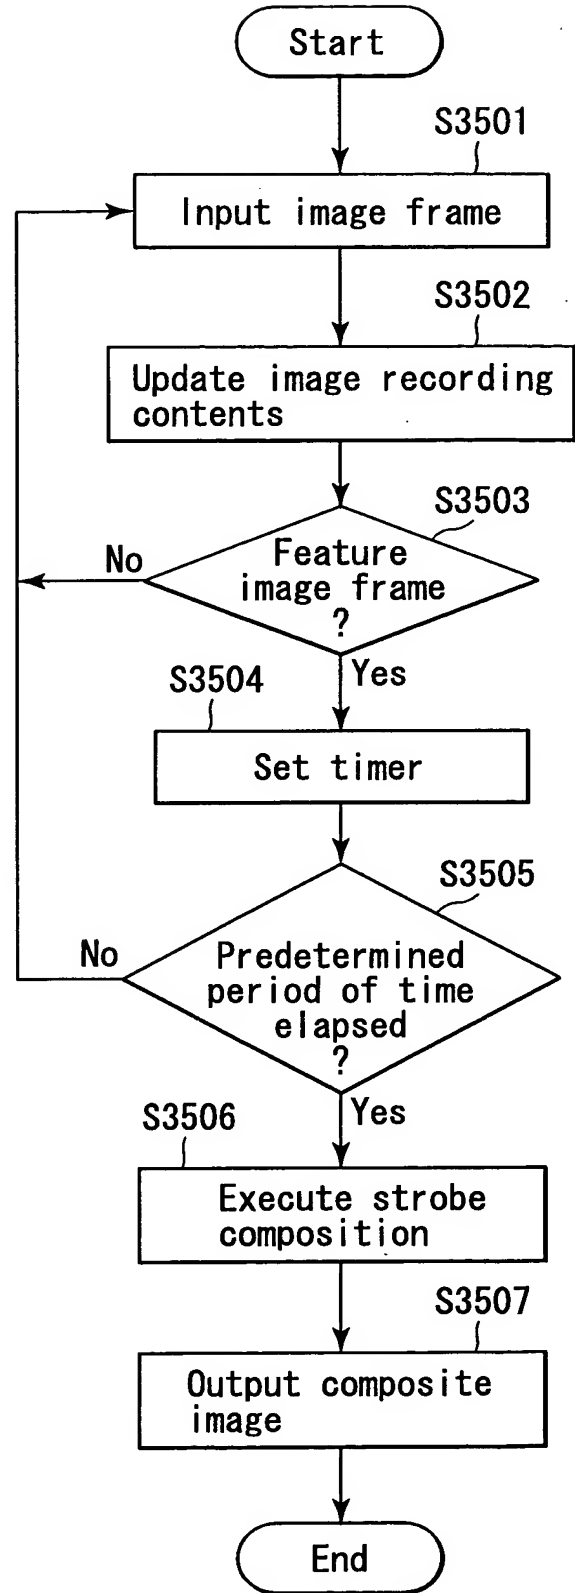 Start
S3501
Input image frame
S3502
Update image recording
contents
S3503
No
Feature
image frame
?
Yes
S3504
Set timer
S3505
No
Predetermined
period of time
elapsed
?
Yes
S3506
Execute strobe
composition
S3507
Output composite
image
End